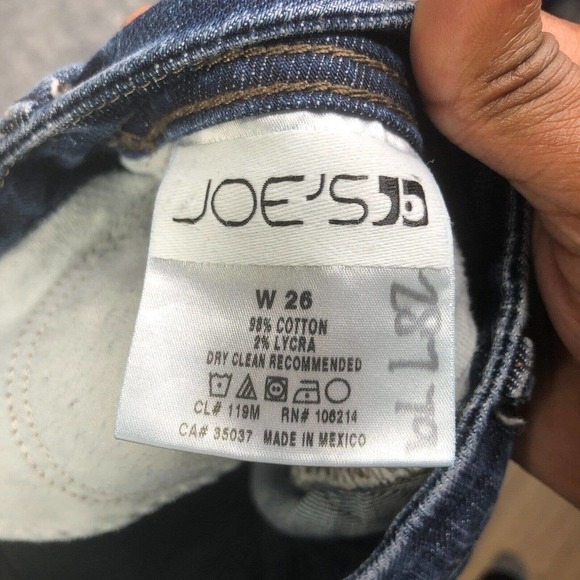 JOE'S
W 26
98% COTTON
2% LYCRA
DRY CLEAN RECOMMENDED
CL# 119M RN# 106214
CA# 35037 MADE IN MEXICO